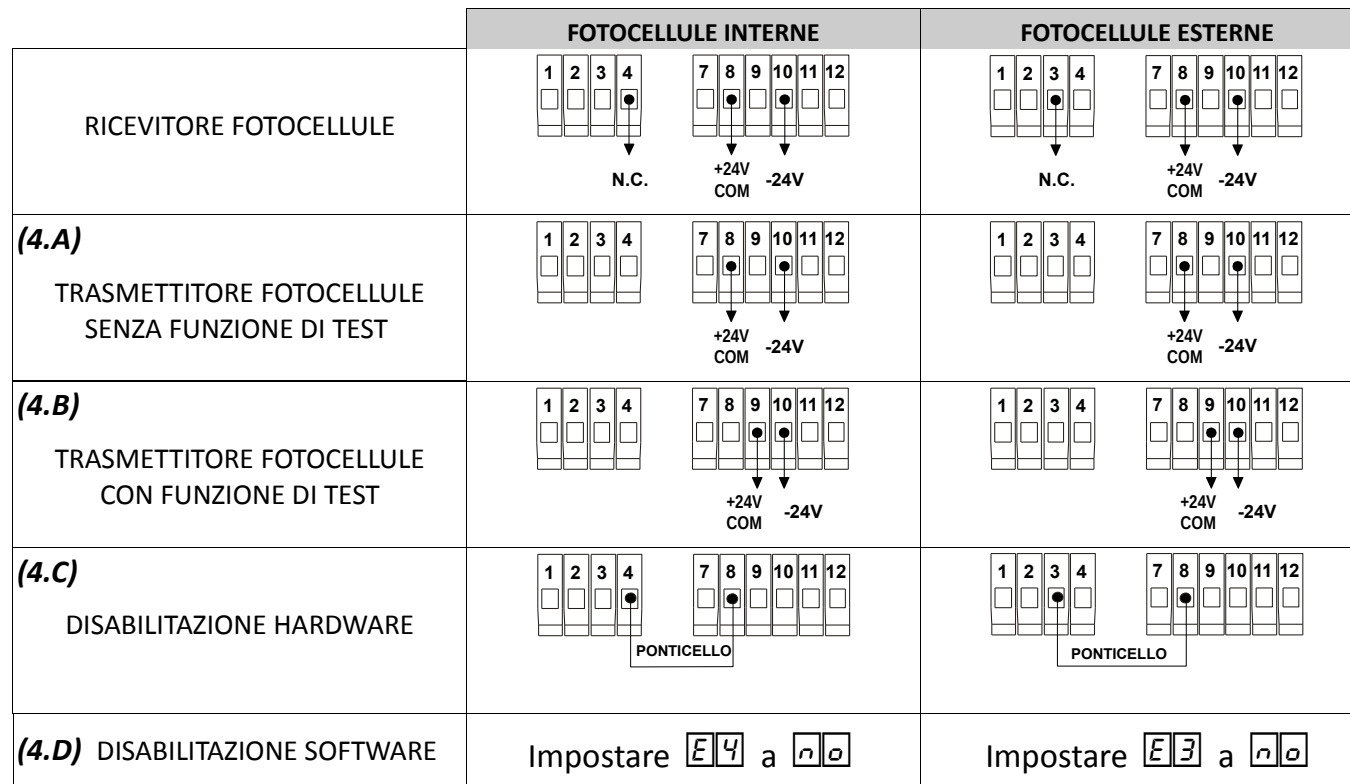 FOTOCELLULE INTERNE FOTOCELLULE ESTERNE
RICEVITORE FOTOCELLULE
1 2 3 4 7 8 9 10 11 12
N.C. +24V COM -24V
1 2 3 4 7 8 9 10 11 12
N.C. +24V COM -24V
(4.A)
TRASMETTITORE FOTOCELLULE
SENZA FUNZIONE DI TEST
1 2 3 4 7 8 9 10 11 12
+24V COM -24V
1 2 3 4 7 8 9 10 11 12
+24V COM -24V
(4.B)
TRASMETTITORE FOTOCELLULE
CON FUNZIONE DI TEST
1 2 3 4 7 8 9 10 11 12
+24V COM -24V
1 2 3 4 7 8 9 10 11 12
+24V COM -24V
(4.C)
DISABILITAZIONE HARDWARE
1 2 3 4 7 8 9 10 11 12
PONTICELLO
1 2 3 4 7 8 9 10 11 12
PONTICELLO
(4.D) DISABILITAZIONE SOFTWARE
Impostare E4 a no
Impostare E3 a no